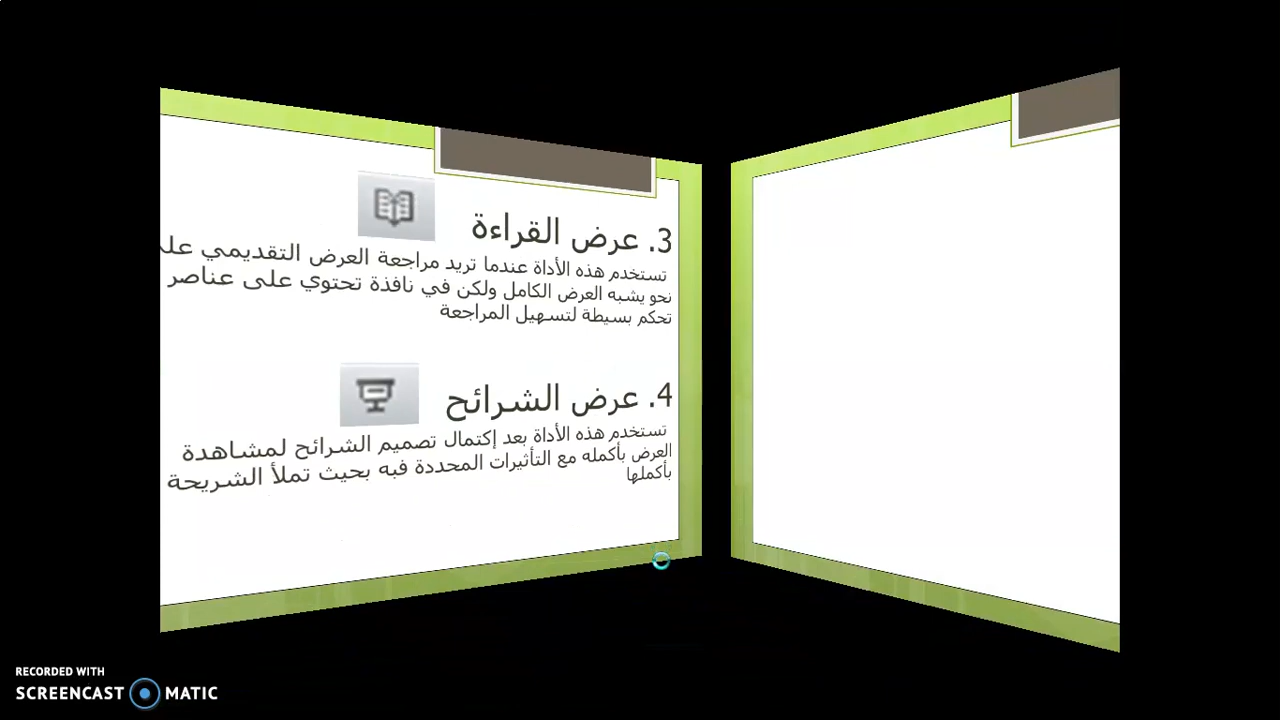 3. عرض القراءة
تستخدم هذه الأداة عندما تريد مراجعة العرض التقديمي
نحو يشبه العرض الكامل ولكن في نافذة تحتوي على عناصر
تحكم بسيطة لتسهيل المراجعة
4. عرض الشرائح
تستخدم هذه الأداة بعد إكتمال تصميم الشرائح لمشاهدة
العرض بأكمله مع التأثيرات المحددة فبه بحيث تملأ الشريحة
بأكملها
RECORDED WITH
SCREENCAST MATIC